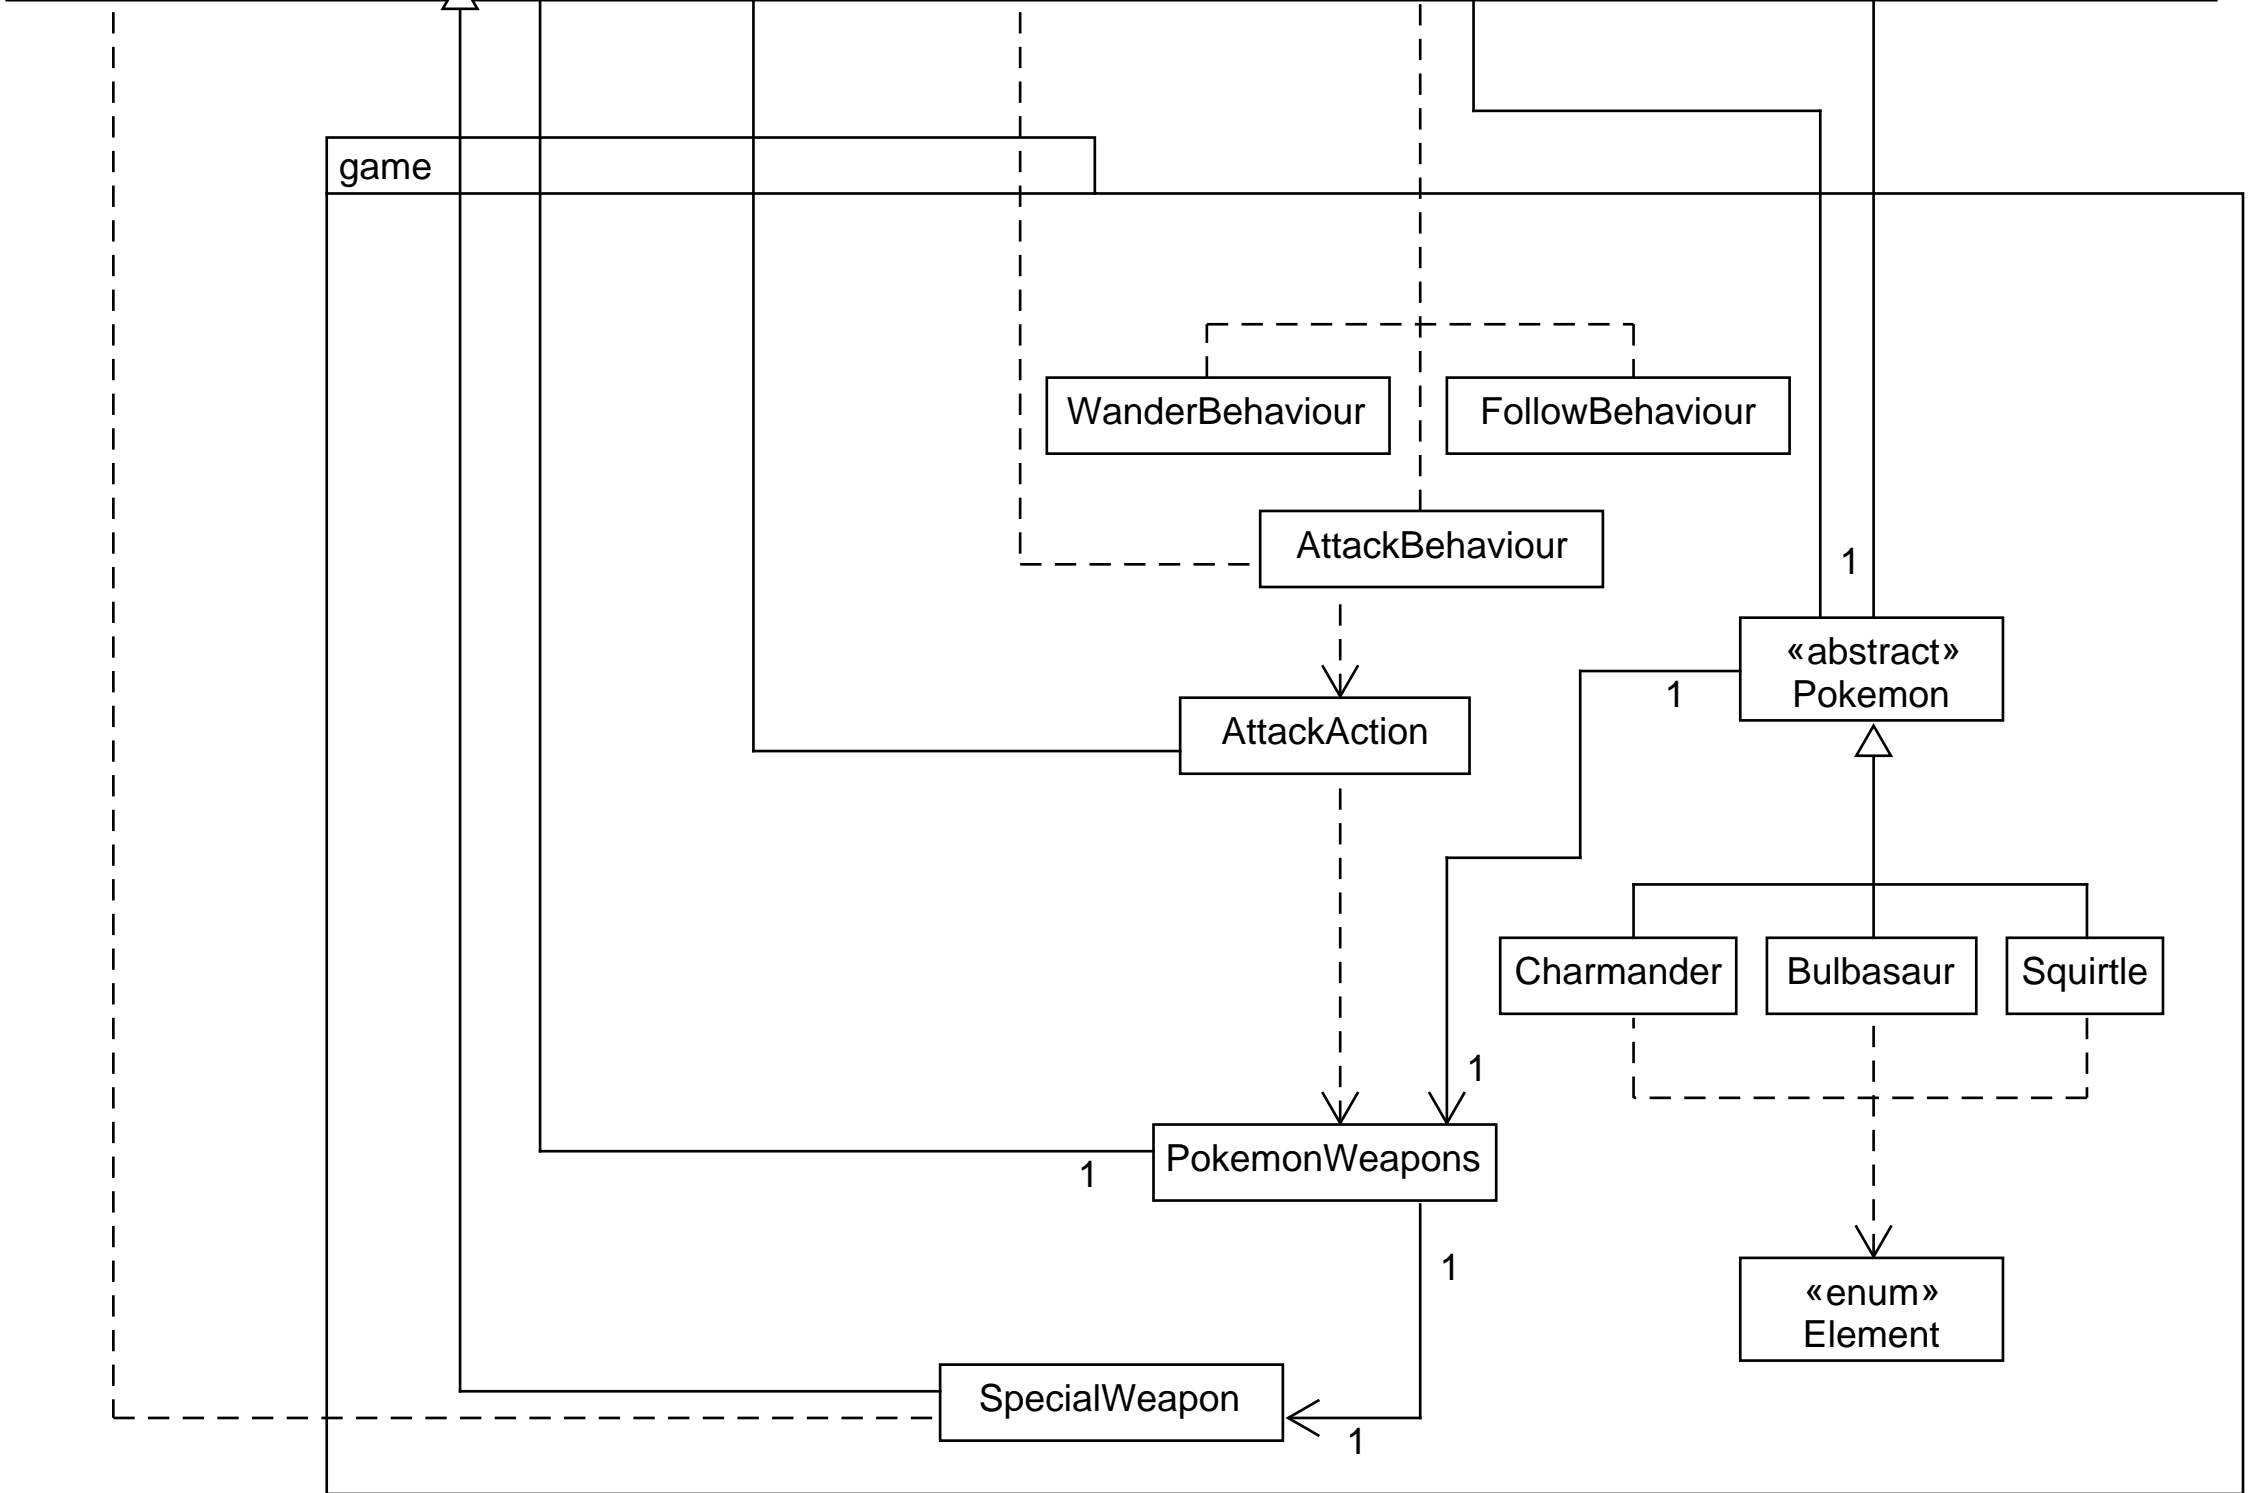 game
WanderBehaviour
FollowBehaviour
AttackBehaviour
1
«abstract»
Pokemon
1
AttackAction
Charmander
Bulbasaur
Squirtle
1
PokemonWeapons
1
1
«enum»
Element
SpecialWeapon
1